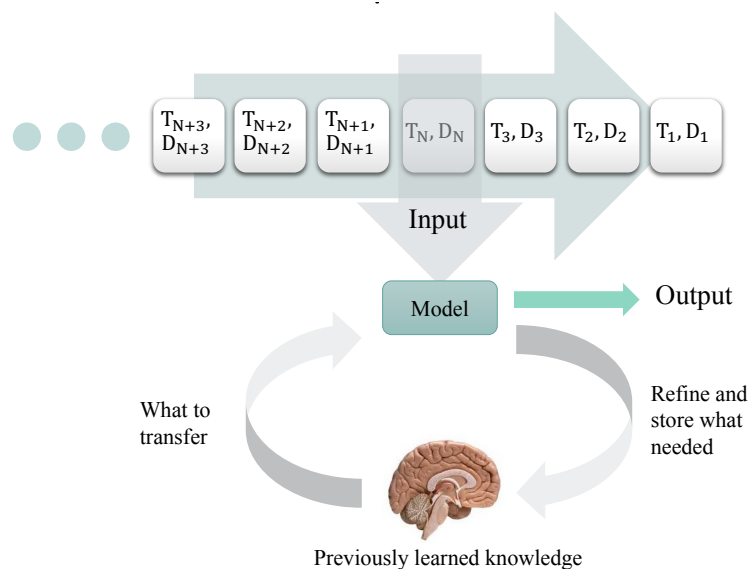 T_{N+3}, D_{N+3}
T_{N+2}, D_{N+2}
T_{N+1}, D_{N+1}
T_N, D_N
T_3, D_3
T_2, D_2
T_1, D_1
Input
Model
Output
What to
transfer
Refine and
store what
needed
Previously learned knowledge